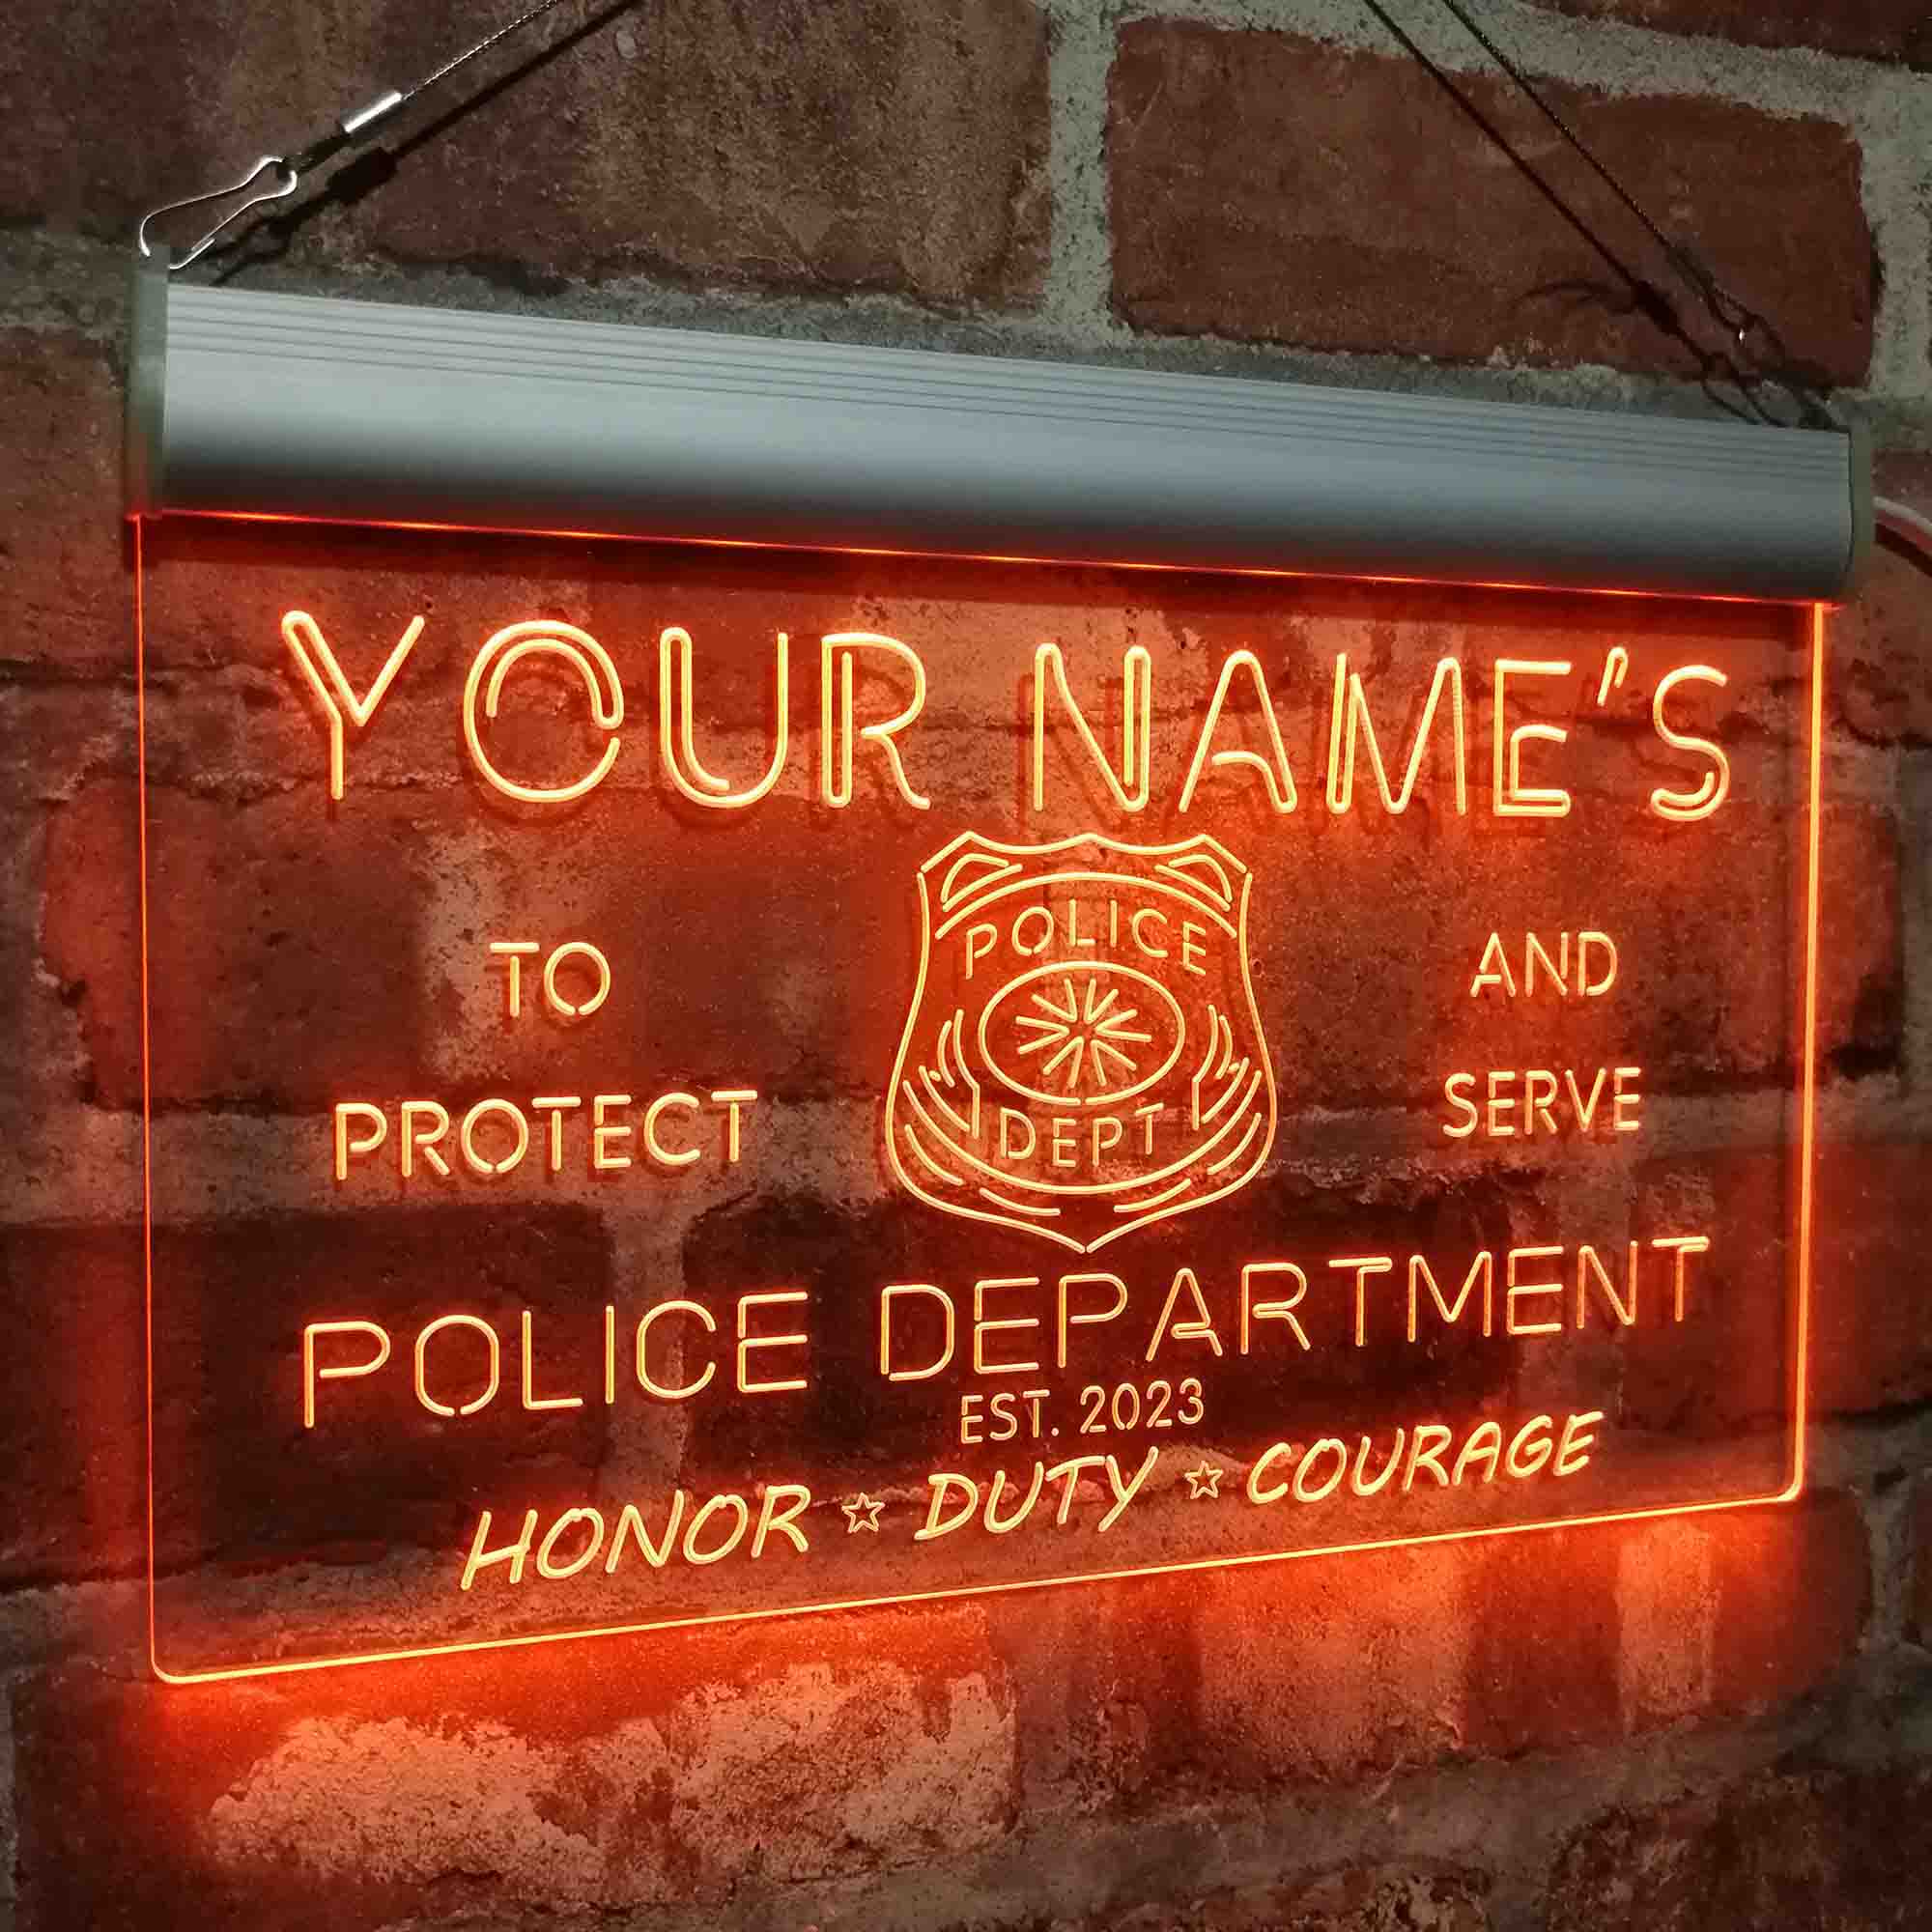 YOUR NAME'S
TO
PROTECT
POLICE
DEPT
AND
SERVE
POLICE DEPARTMENT
EST. 2023
HONOR ☆ DUTY ☆ COURAGE